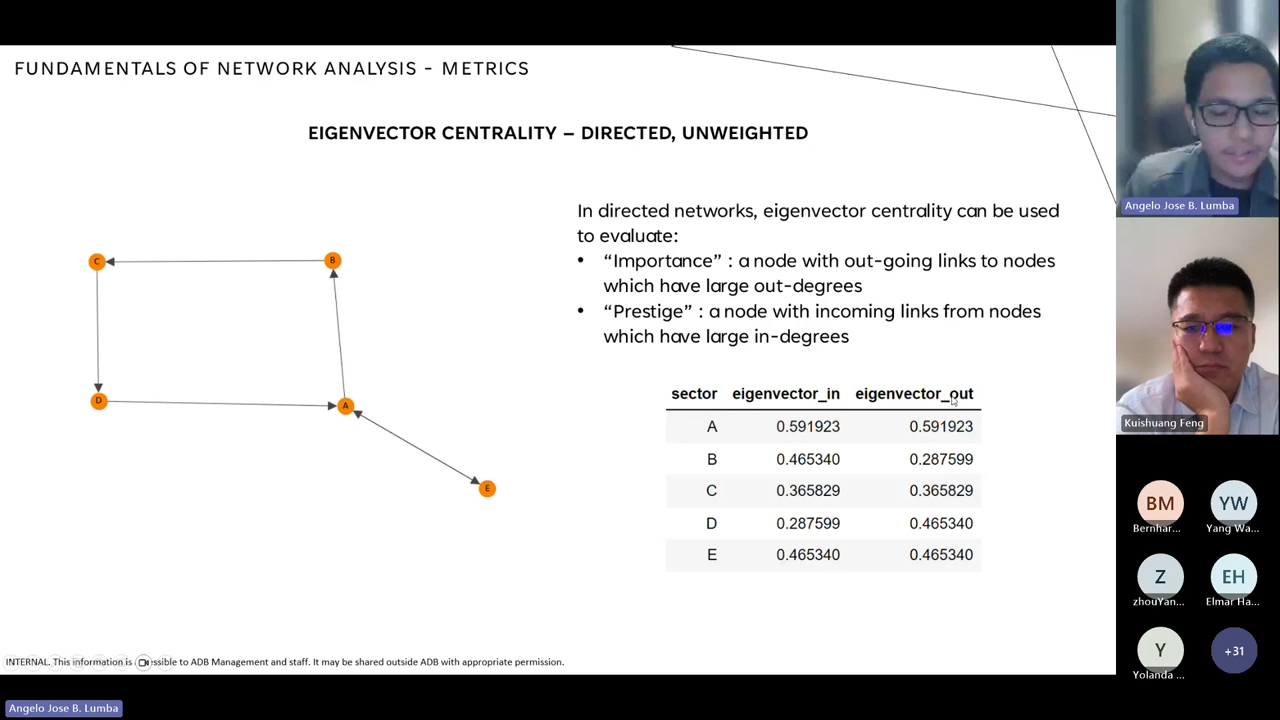 FUNDAMENTALS OF NETWORK ANALYSIS - METRICS
EIGENVECTOR CENTRALITY – DIRECTED, UNWEIGHTED
In directed networks, eigenvector centrality can be used
to evaluate:
• “Importance” : a node with out-going links to nodes
which have large out-degrees
• “Prestige” : a node with incoming links from nodes
which have large in-degrees
C
B
D
A
E
sector eigenvector_in eigenvector_out
A 0.591923 0.591923
B 0.465340 0.287599
C 0.365829 0.365829
D 0.287599 0.465340
E 0.465340 0.465340
INTERNAL. This information is essible to ADB Management and staff. It may be shared outside ADB with appropriate permission.
Angelo Jose B. Lumba
Angelo Jose B. Lumba
Kuishuang Feng
BM
YW
Bernhar...
Yang Wa...
Z
EH
zhouYan...
Elmar Ha...
Y
+31
Yolanda ...